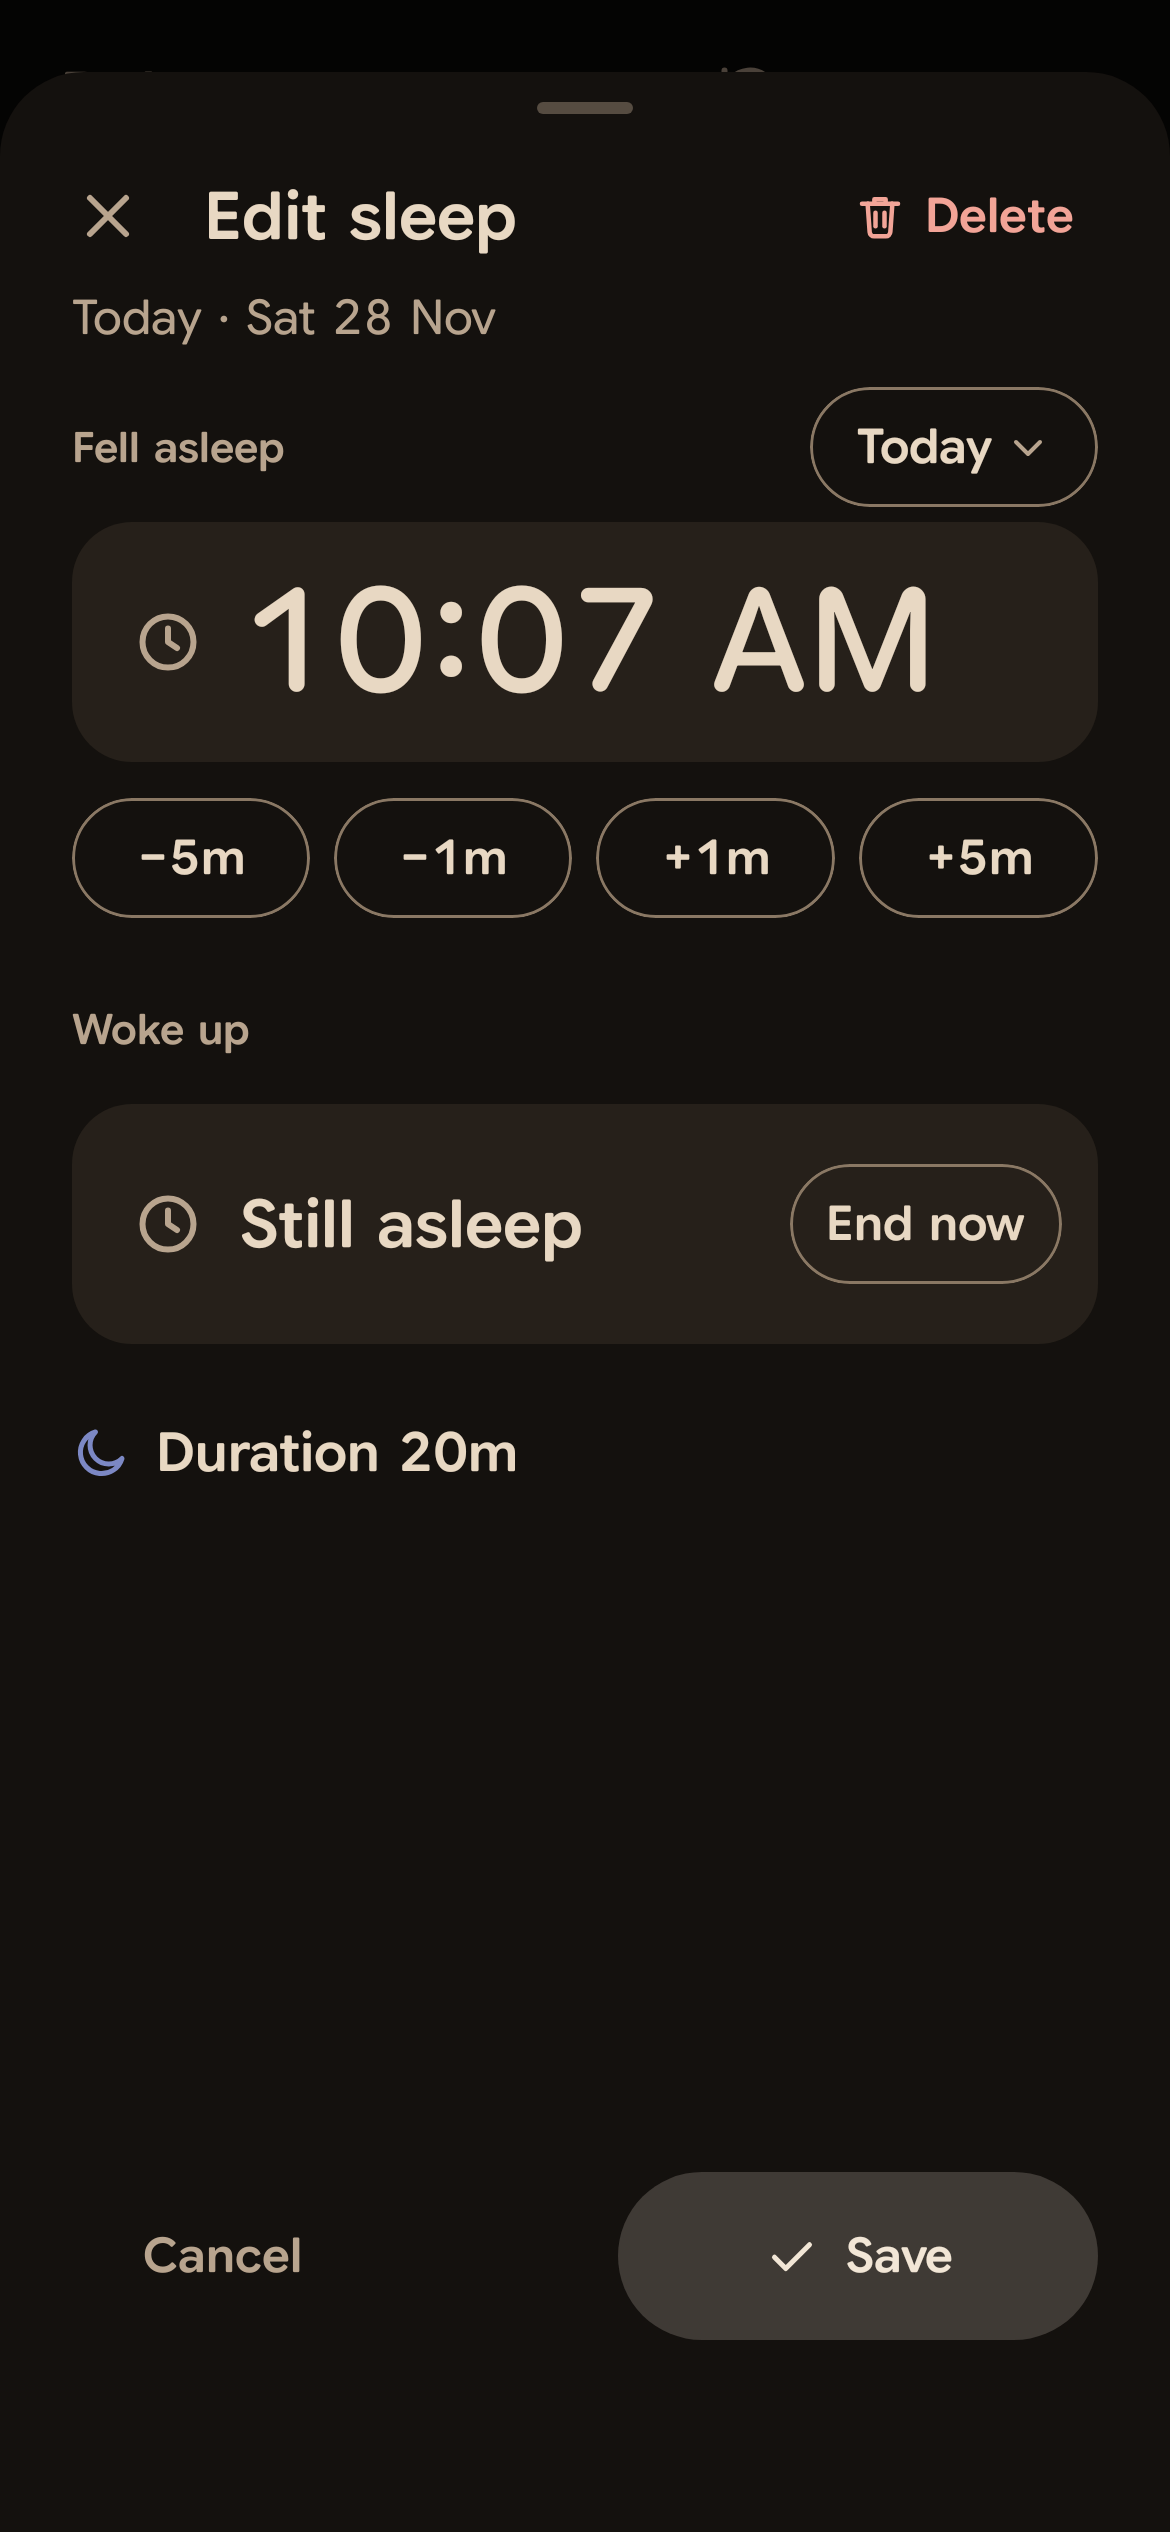 Edit sleep
Delete
Today · Sat 28 Nov
Fell asleep
Today
10:07 AM
−5m
−1m
+1m
+5m
Woke up
Still asleep
End now
Duration 20m
Cancel
Save